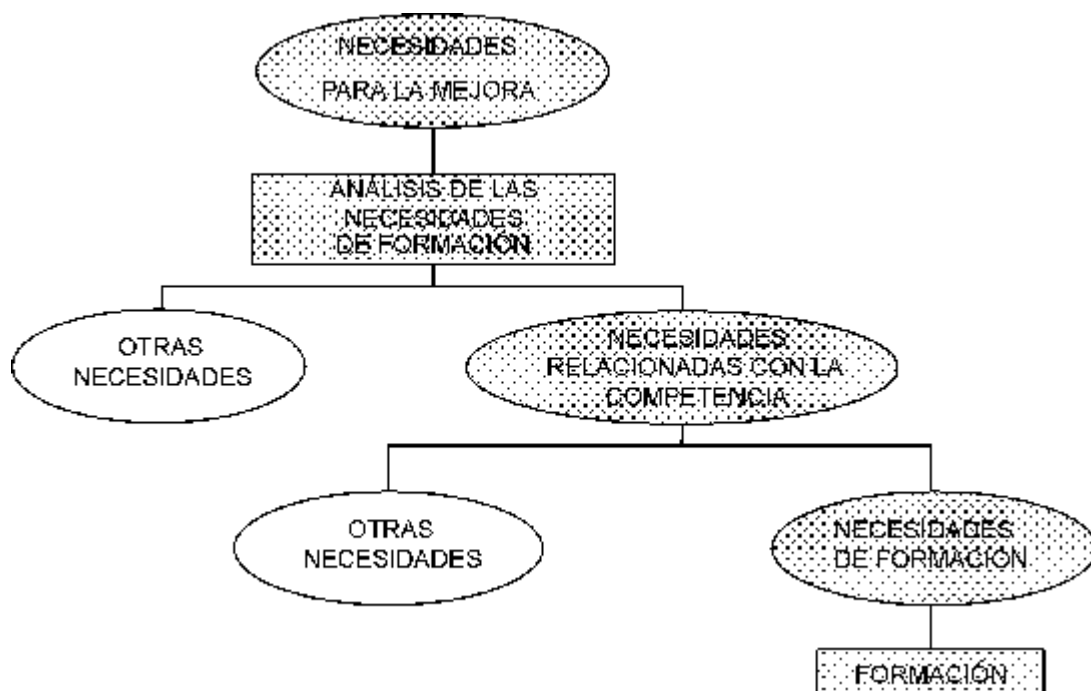 NECESIDADES
PARA LA MEJORA
ANÁLISIS DE LAS
NECESIDADES
DE FORMACIÓN
OTRAS
NECESIDADES
NECESIDADES
RELACIONADAS CON LA
COMPETENCIA
OTRAS
NECESIDADES
NECESIDADES
DE FORMACIÓN
FORMACIÓN